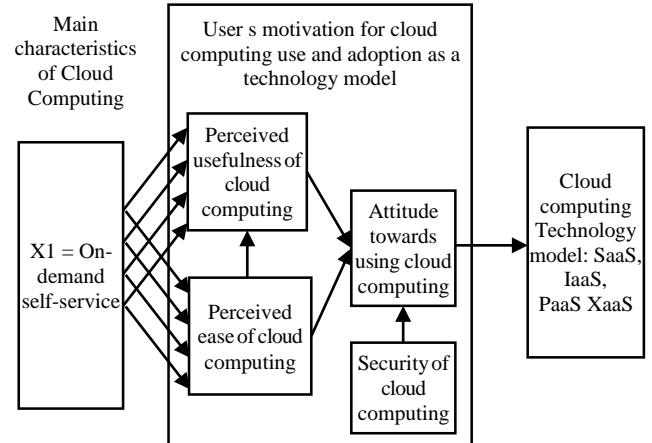 Main
characteristics
of Cloud
Computing
User s motivation for cloud
computing use and adoption as a
technology model
X1 = On-
demand
self-service
Perceived
usefulness of
cloud
computing
Perceived
ease of cloud
computing
Attitude
towards
using cloud
computing
Security of
cloud
computing
Cloud
computing
Technology
model: SaaS,
IaaS,
PaaS XaaS